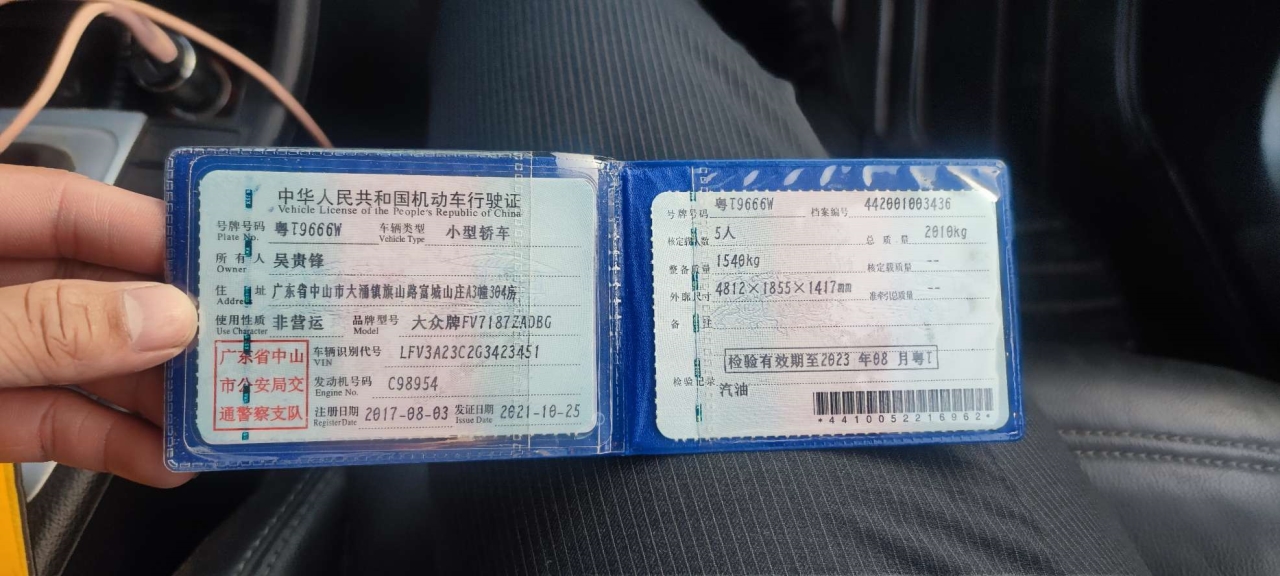 中华人民共和国机动车行驶证
Vehicle License of the People's Republic of China
号牌号码 粤T9666W 车辆类型 小型轿车
Plate No. Vehicle Type
所有人 吴贵锋
Owner
住址 广东省中山市大涌镇旗山路富城山庄A3幢304房
Address
使用性质 非营运 品牌型号 大众牌FV7187ZADBG
Use Character Model
广东省中山
市公安局交
通警察支队
车辆识别代号 LFV3A23C2G3423451
VIN
发动机号码 C98954
Engine No.
注册日期 2017-08-03 发证日期 2021-10-25
Register Date Issue Date
号牌号码 粤T9666W 档案编号 442001003436
核定载人数 5人 总质量 2010kg
整备质量 1540kg 核定载质量 --
外廓尺寸 4812×1855×1417mm 准牵引总质量 --
备注
检验有效期至2023年08月粤T
检验记录
汽油
*4410052216962*